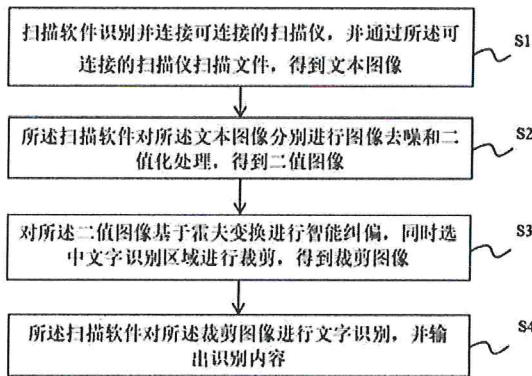 扫描软件识别并连接可连接的扫描仪，并通过所述可
连接的扫描仪扫描文件，得到文本图像
S1
所述扫描软件对所述文本图像分别进行图像去噪和二
值化处理，得到二值图像
S2
对所述二值图像基于霍夫变换进行智能纠偏，同时选
中文字识别区域进行裁剪，得到裁剪图像
S3
所述扫描软件对所述裁剪图像进行文字识别，并输
出识别内容
S4